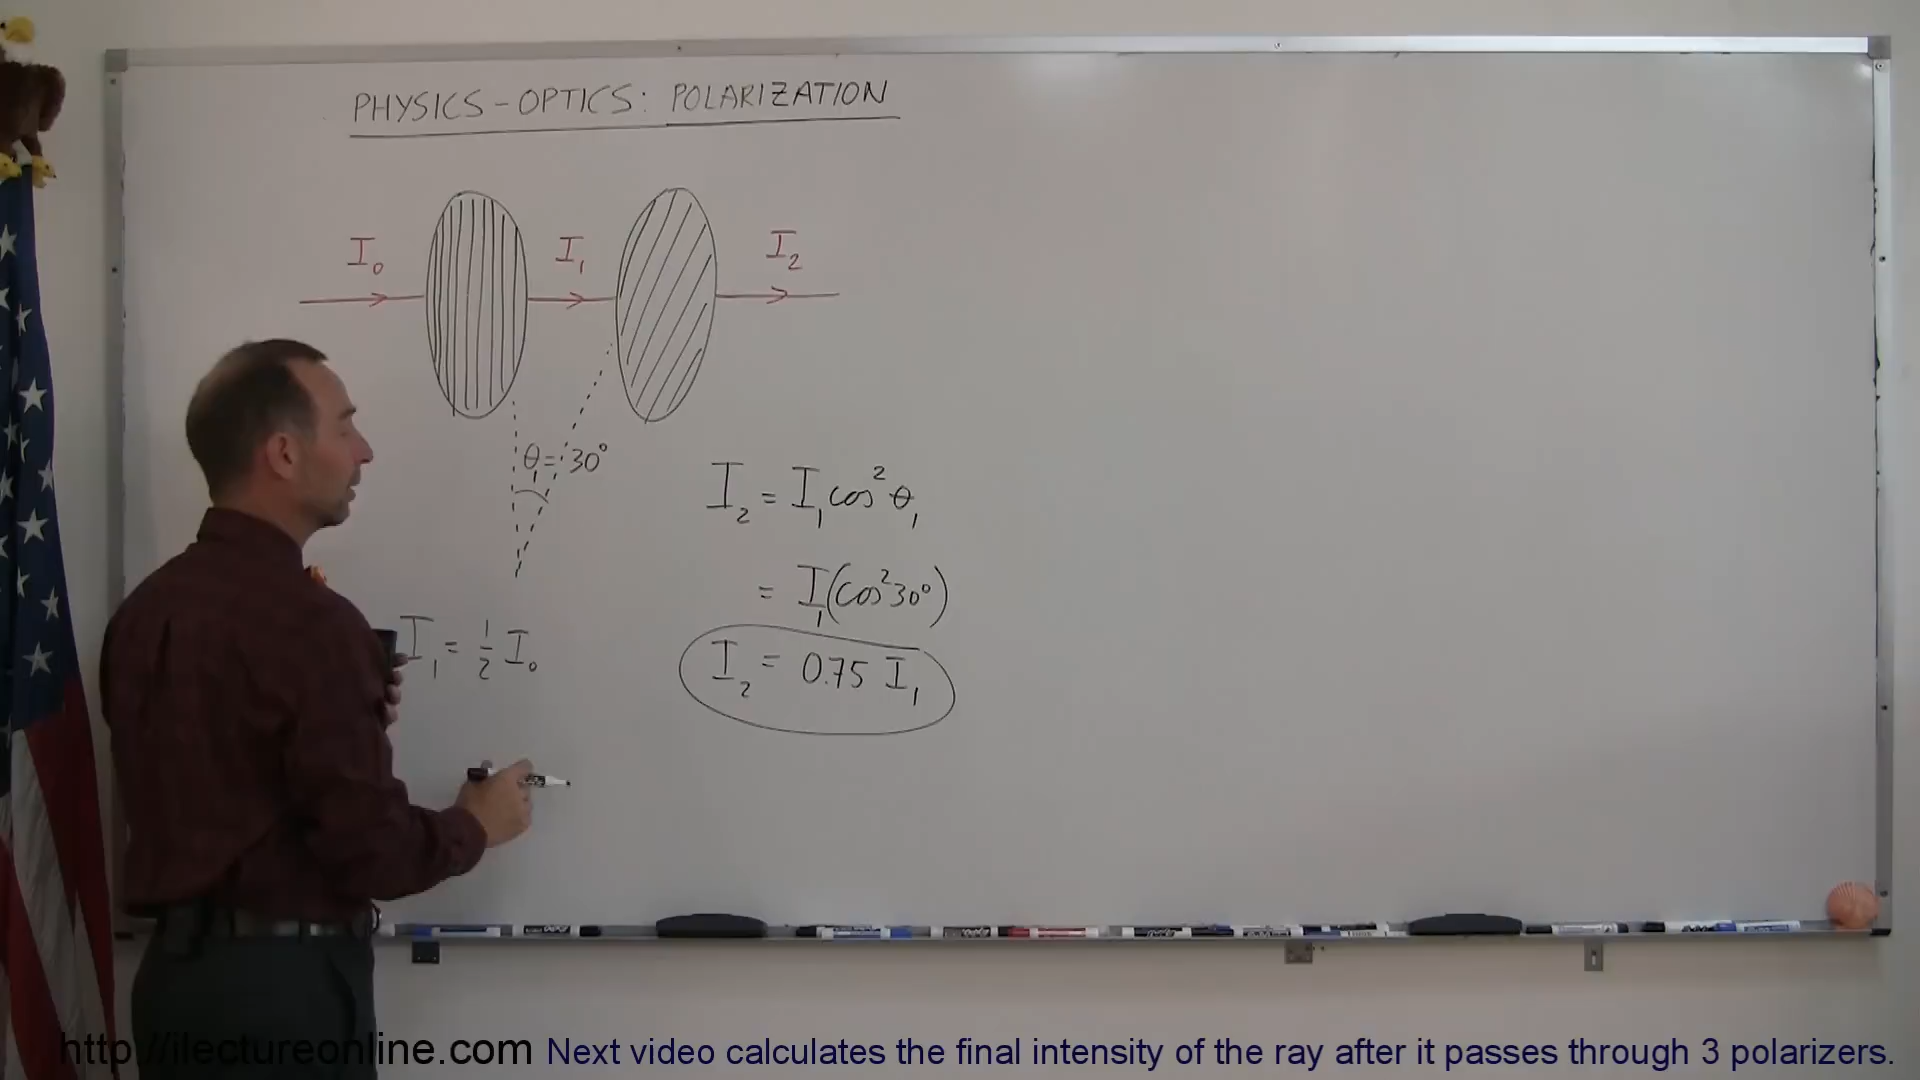 PHYSICS-OPTICS: POLARIZATION
I₀ I₁ I₂
θ₁ = 30°
I₂ = I₁ cos² θ₁
= I₁ (cos² 30°)
I₁ = 1/2 I₀
I₂ = 0.75 I₁
http://ilectureonline.com Next video calculates the final intensity of the ray after it passes through 3 polarizers.